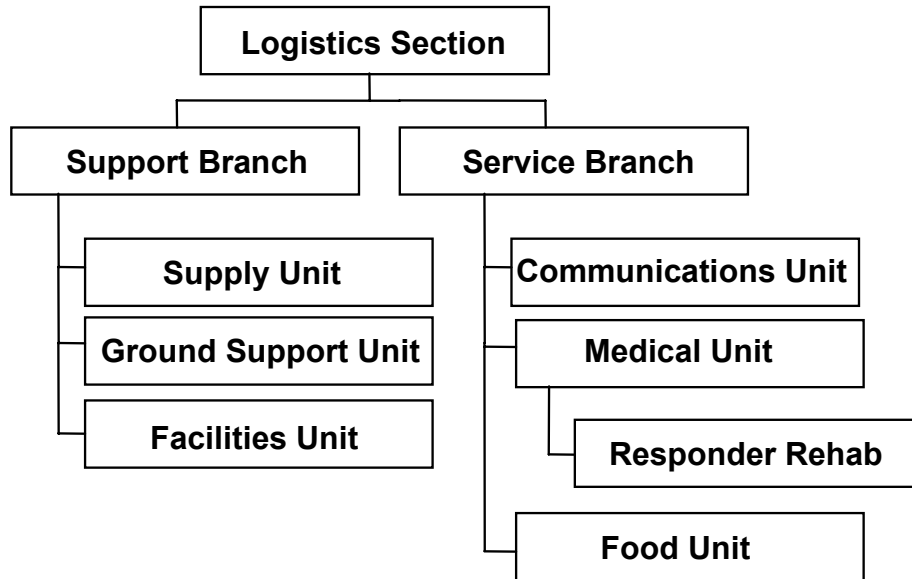 Logistics Section
Support Branch
Service Branch
Supply Unit
Ground Support Unit
Facilities Unit
Communications Unit
Medical Unit
Responder Rehab
Food Unit